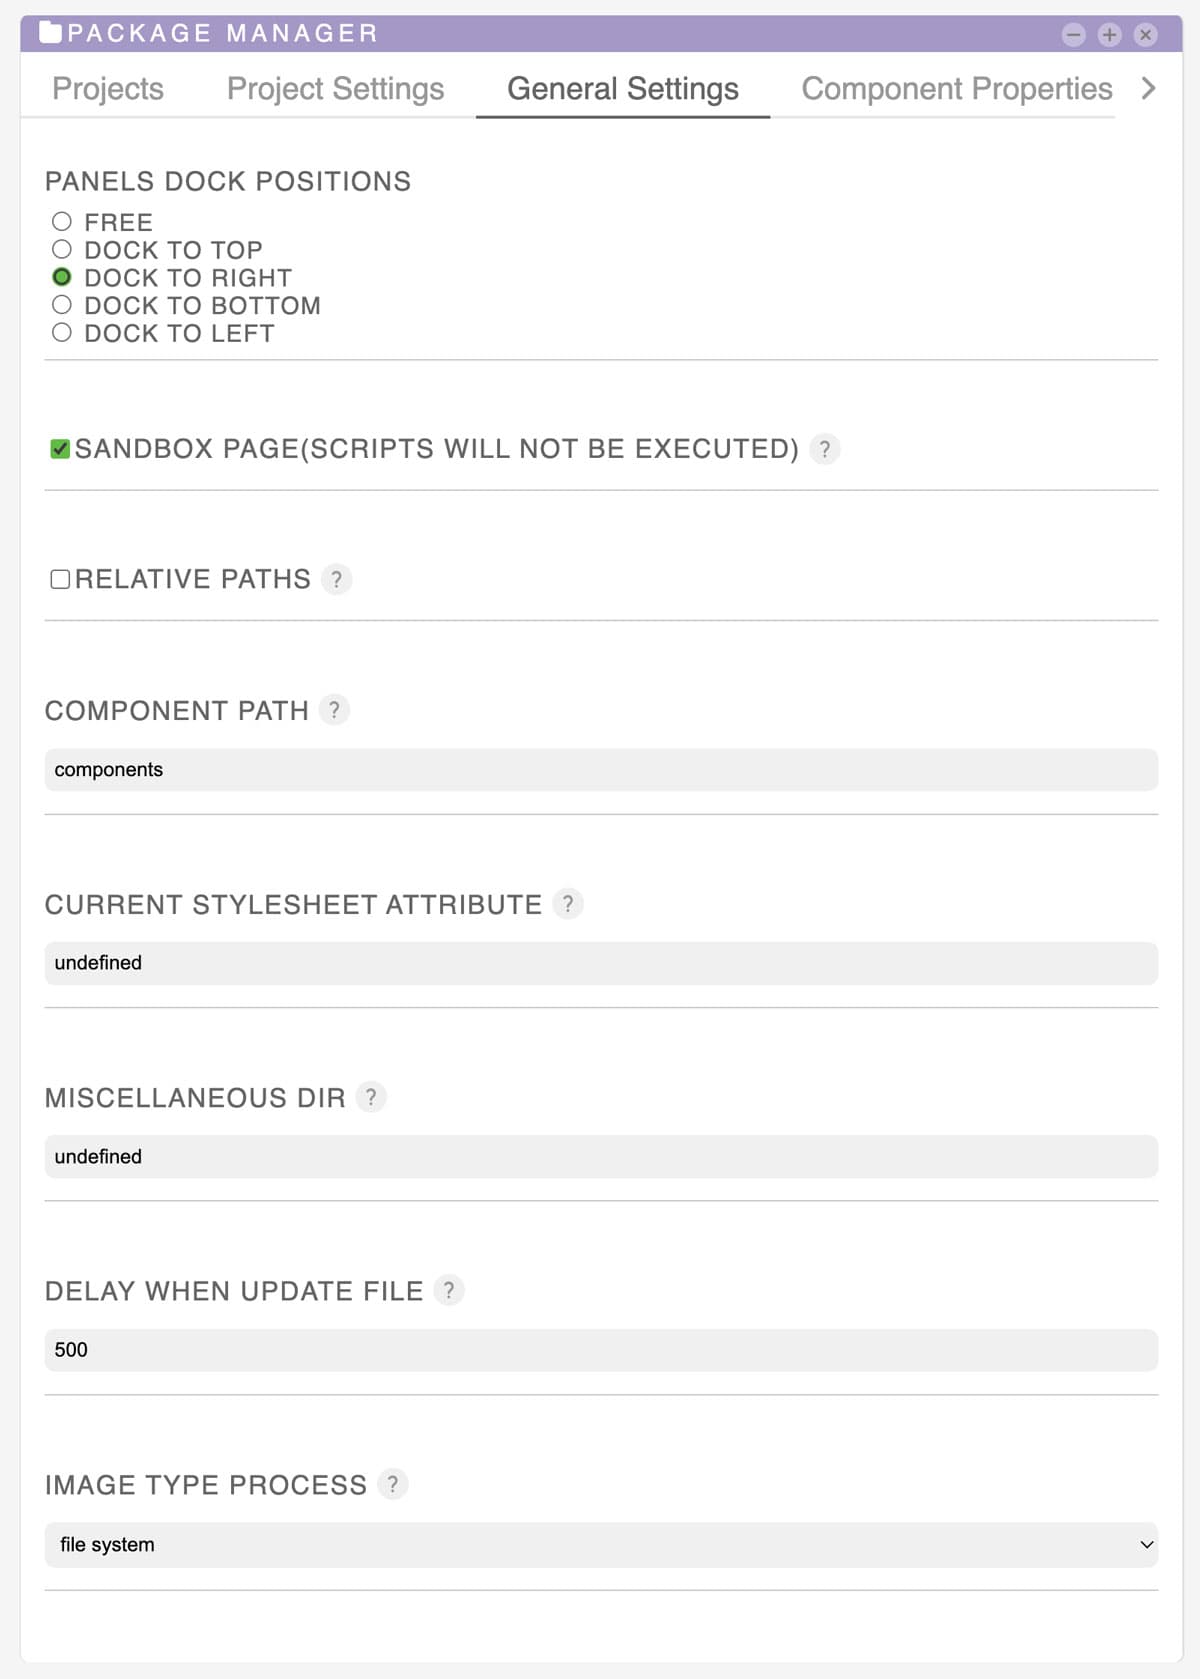 PACKAGE MANAGER
Projects Project Settings General Settings Component Properties
PANELS DOCK POSITIONS
FREE
DOCK TO TOP
DOCK TO RIGHT
DOCK TO BOTTOM
DOCK TO LEFT
SANDBOX PAGE(SCRIPTS WILL NOT BE EXECUTED) ?
RELATIVE PATHS ?
COMPONENT PATH ?
components
CURRENT STYLESHEET ATTRIBUTE ?
undefined
MISCELLANEOUS DIR ?
undefined
DELAY WHEN UPDATE FILE ?
500
IMAGE TYPE PROCESS ?
file system